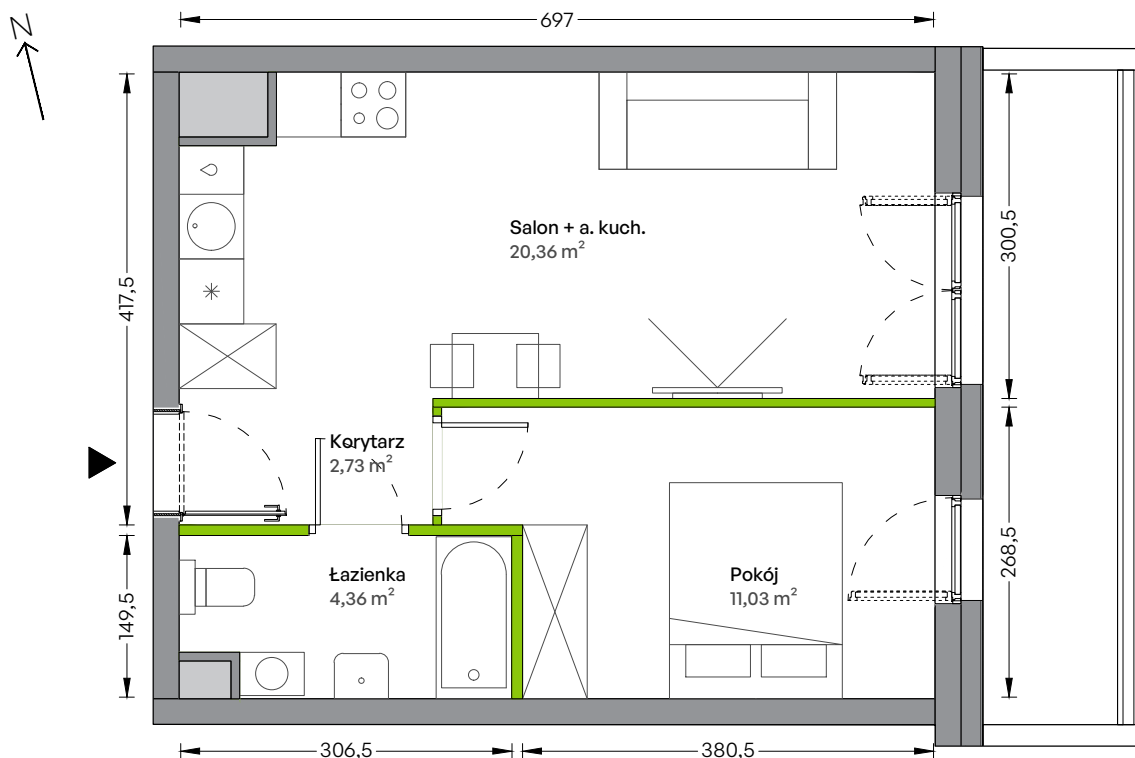 697
N
417,5
300,5
Salon + a. kuch.
20,36 m²
Korytarz
2,73 m²
Łazienka
4,36 m²
Pokój
11,03 m²
268,5
149,5
306,5
380,5